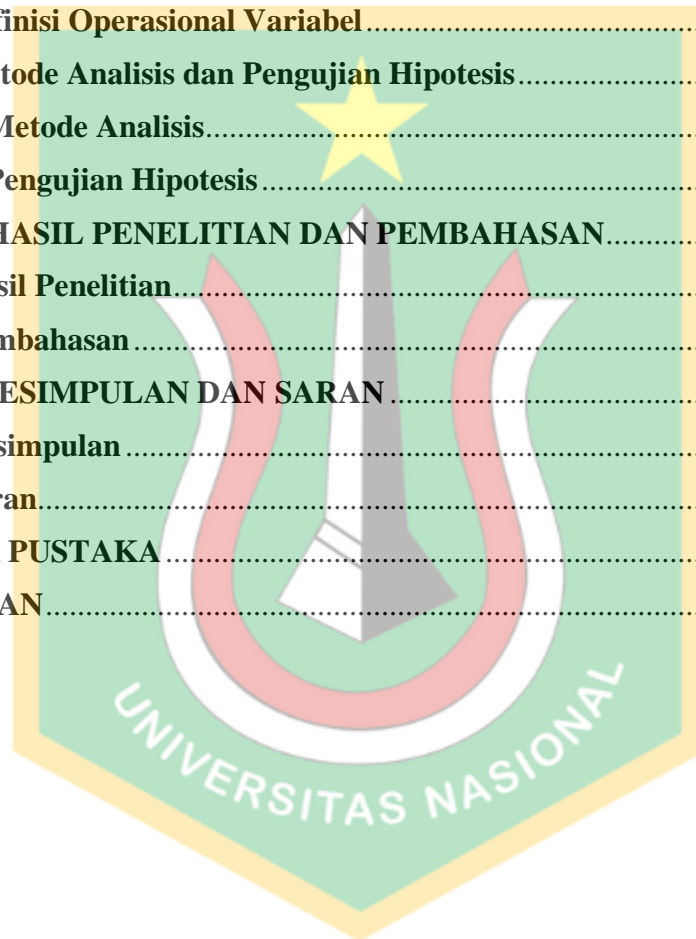 finisi Operasional Variabel
tode Analisis dan Pengujian Hipotesis
Metode Analisis
Pengujian Hipotesis
HASIL PENELITIAN DAN PEMBAHASAN
sil Penelitian
mbahasan
ESIMPULAN DAN SARAN
simpulan
ran
PUSTAKA
AN
UNIVERSITAS NASIONAL